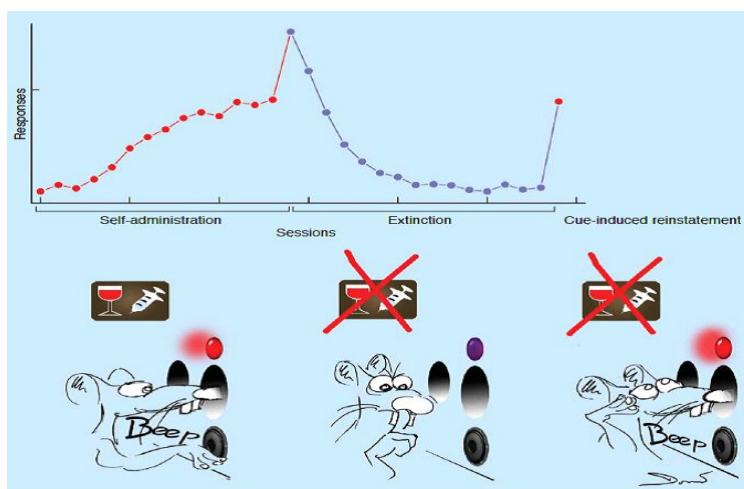 Responses
Self-administration
Extinction
Cue-induced reinstatement
Sessions
Beep
Beep